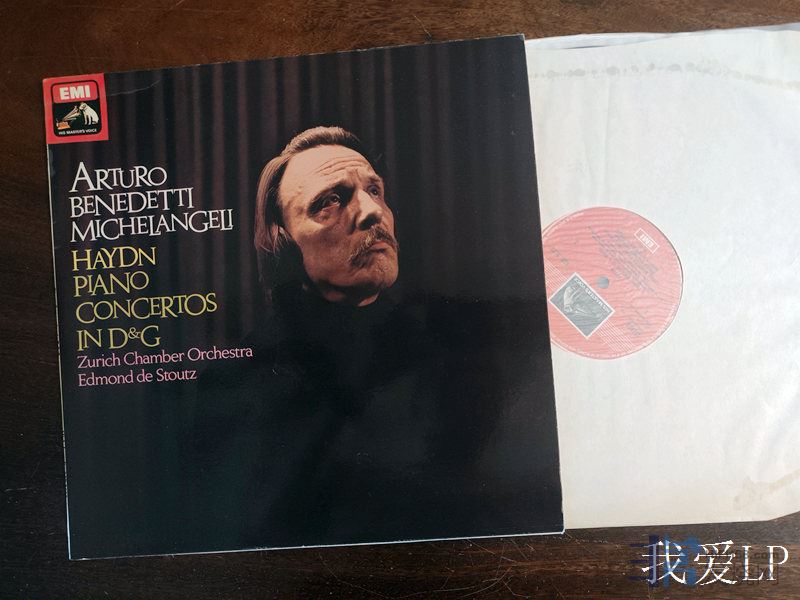 EMI
HIS MASTER'S VOICE
ARTURO
BENEDETTI
MICHELANGELI
HAYDN
PIANO
CONCERTOS
IN D&G
Zurich Chamber Orchestra
Edmond de Stoutz
EMI
我爱LP